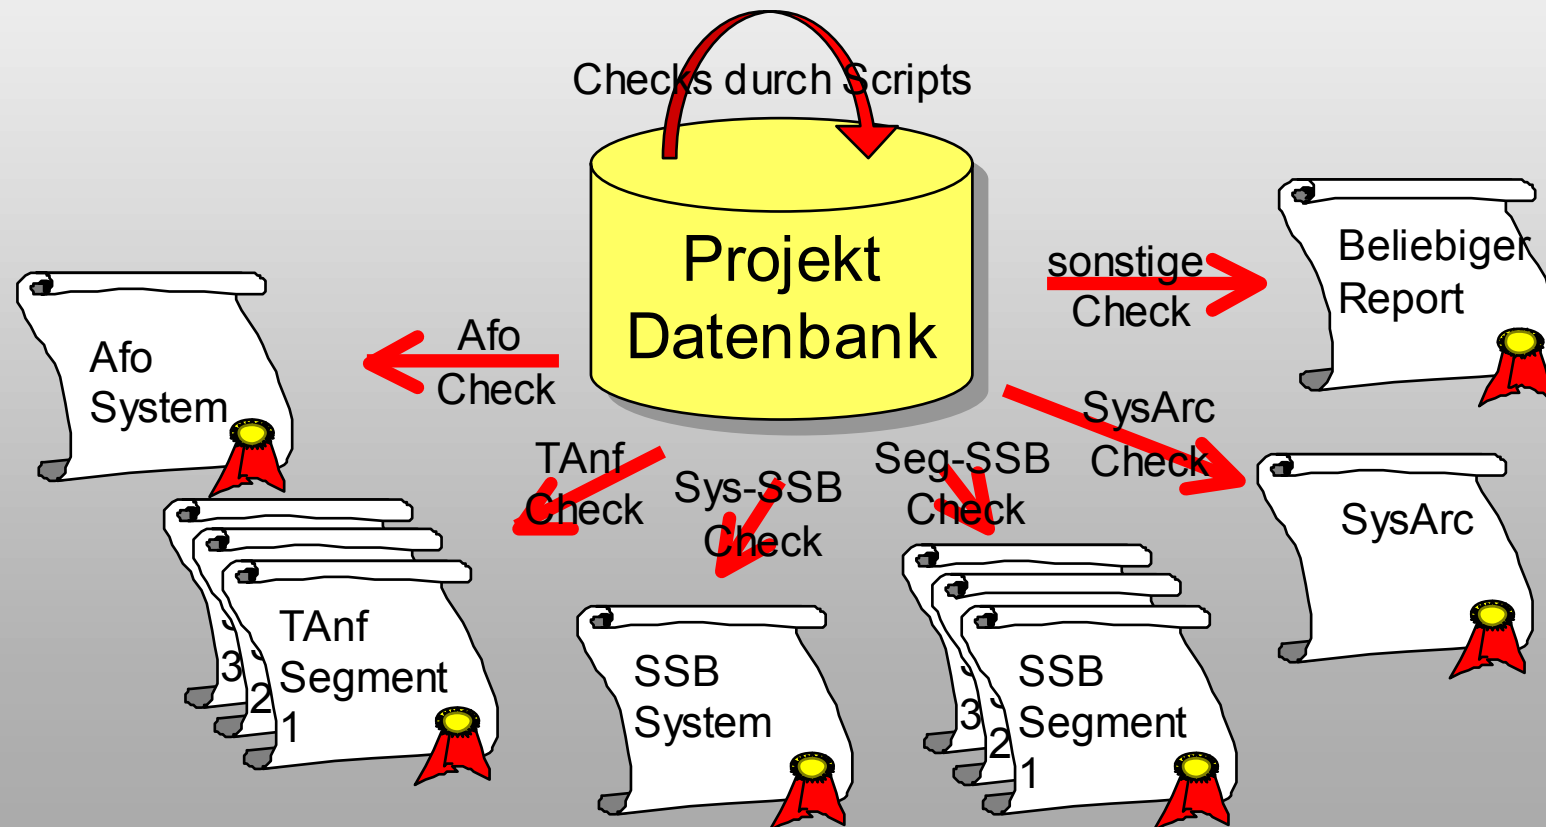 Checks durch Scripts
Projekt
Datenbank
sonstige
Check
Beliebiger
Report
Afo
Check
Afo
System
SysArc
Check
SysArc
TAnf
Check
Sys-SSB
Check
Seg-SSB
Check
TAnf
Segment
1
2
3
SSB
System
SSB
Segment
1
2
3